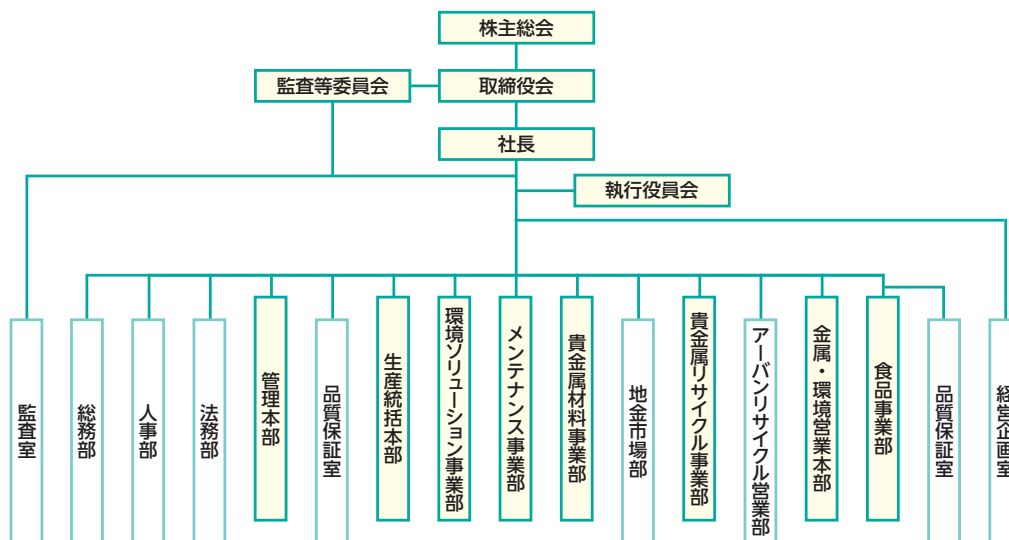 株主総会
監査等委員会
取締役会
社長
執行役員会
監査室
総務部
人事部
法務部
管理本部
品質保証室
生産統括本部
環境ソリューション事業部
メンテナンス事業部
貴金属材料事業部
地金市場部
貴金属リサイクル事業部
アーバンリサイクル営業部
金属・環境営業本部
食品事業部
品質保証室
経営企画室